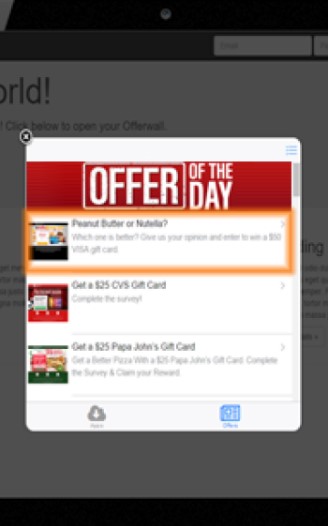 Email
orld!
! Click below to open your Offerwall.
OFFER OF THE DAY
Peanut Butter or Nutella?
Which one is better? Give us your opinion and enter to win a $50
VISA gift card
Get a $25 CVS Gift Card
Complete the survey!
Get a $25 Papa John's Gift Card
Get a Better Pizza With a $25 Papa John's Gift Card. Complete
the Survey & Claim your Reward.
ding
Apps
Offers